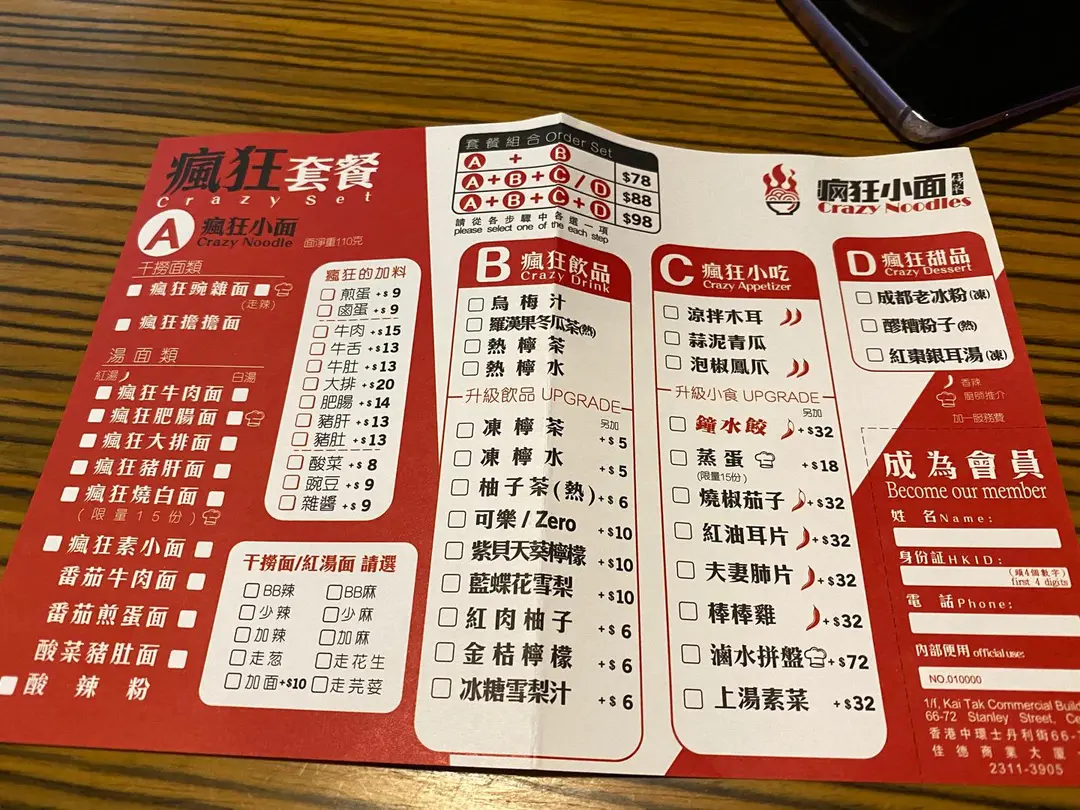 瘋狂套餐
Crazy Set
套餐組合 Order Set
A + B $78
A + B + C / D $88
A + B + C + D $98
請從各步驟中各選一項
please select one of the each step
瘋狂小面
Crazy Noodles
A 瘋狂小面 面淨重110克
Crazy Noodle
干撈面類
瘋狂豌雜面
(走辣)
瘋狂擔擔面
湯面類
紅湯 白湯
瘋狂牛肉面
瘋狂肥腸面
瘋狂大排面
瘋狂豬肝面
瘋狂燒白面
(限量15份)
瘋狂素小面
番茄牛肉面
番茄煎蛋面
酸菜豬肚面
酸辣粉
瘋狂的加料
煎蛋 +$9
鹵蛋 +$9
牛肉 +$15
牛舌 +$13
牛肚 +$13
大排 +$20
肥腸 +$14
豬肝 +$13
豬肚 +$13
酸菜 +$8
豌豆 +$9
雜醬 +$9
干撈面/紅湯面 請選
BB辣 BB麻
少辣 少麻
加辣 加麻
走葱 走花生
加面+$10 走芫荽
B 瘋狂飲品
Crazy Drink
烏梅汁
羅漢果冬瓜茶(熱)
熱檸茶
熱檸水
升級飲品 UPGRADE
另加
凍檸茶 +$5
凍檸水 +$5
柚子茶(熱) +$6
可樂/Zero +$10
紫貝天葵檸檬 +$10
藍蝶花雪梨 +$10
紅肉柚子 +$6
金桔檸檬 +$6
冰糖雪梨汁 +$6
C 瘋狂小吃
Crazy Appetizer
涼拌木耳
蒜泥青瓜
泡椒鳳爪
升級小食 UPGRADE
另加
鐘水餃 +$32
蒸蛋 +$18
(限量15份)
燒椒茄子 +$32
紅油耳片 +$32
夫妻肺片 +$32
棒棒雞 +$32
滷水拼盤 +$72
上湯素菜 +$32
D 瘋狂甜品
Crazy Dessert
成都老冰粉(凍)
醪糟粉子(熱)
紅棗銀耳湯(凍)
香辣
廚師推介
加一服務費
成為會員
Become our member
姓名Name:
身份証HKID:
(頭4個數字)
first 4 digits
電話Phone:
內部使用 official use:
NO.010000
1/f, Kai Tak Commercial Build
66-72 Stanley Street, Ce
香港中環士丹利街66-7
佳德商業大厦
2311-3905